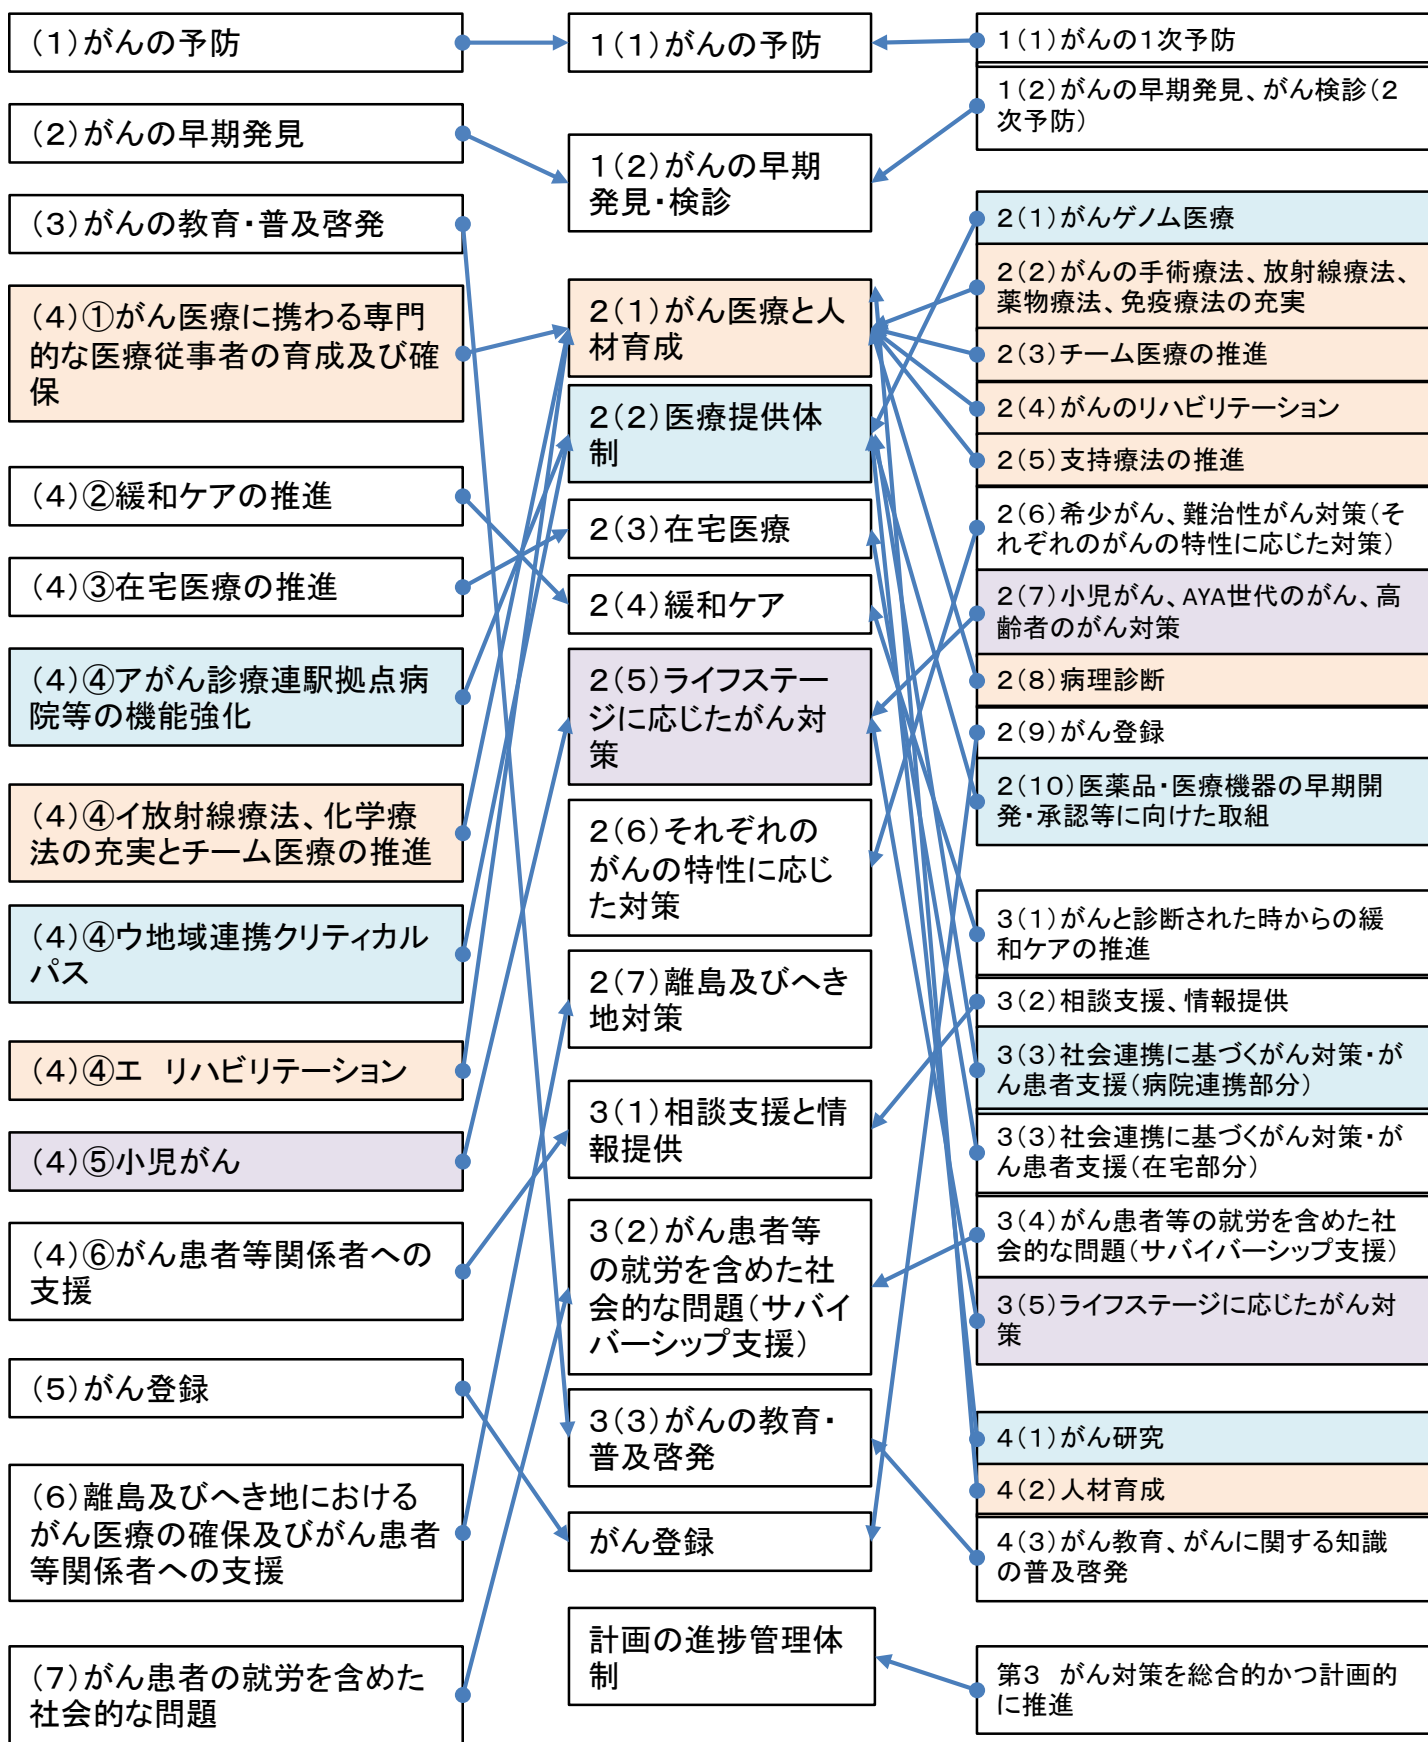 (1)がんの予防
(2)がんの早期発見
(3)がんの教育・普及啓発
(4)①がん医療に携わる専門
的な医療従事者の育成及び確
保
(4)②緩和ケアの推進
(4)③在宅医療の推進
(4)④アがん診療連駅拠点病
院等の機能強化
(4)④イ放射線療法、化学療
法の充実とチーム医療の推進
(4)④ウ地域連携クリティカル
パス
(4)④エ　リハビリテーション
(4)⑤小児がん
(4)⑥がん患者等関係者への
支援
(5)がん登録
(6)離島及びへき地における
がん医療の確保及びがん患者
等関係者への支援
(7)がん患者の就労を含めた
社会的な問題
1(1)がんの予防
1(2)がんの早期
発見・検診
2(1)がん医療と人
材育成
2(2)医療提供体
制
2(3)在宅医療
2(4)緩和ケア
2(5)ライフステー
ジに応じたがん対
策
2(6)それぞれの
がんの特性に応じ
た対策
2(7)離島及びへき
地対策
3(1)相談支援と情
報提供
3(2)がん患者等
の就労を含めた社
会的な問題(サバイ
バーシップ支援)
3(3)がんの教育・
普及啓発
がん登録
計画の進捗管理体
制
1(1)がんの1次予防
1(2)がんの早期発見、がん検診(2
次予防)
2(1)がんゲノム医療
2(2)がんの手術療法、放射線療法、
薬物療法、免疫療法の充実
2(3)チーム医療の推進
2(4)がんのリハビリテーション
2(5)支持療法の推進
2(6)希少がん、難治性がん対策(そ
れぞれのがんの特性に応じた対策)
2(7)小児がん、AYA世代のがん、高
齢者のがん対策
2(8)病理診断
2(9)がん登録
2(10)医薬品・医療機器の早期開
発・承認等に向けた取組
3(1)がんと診断された時からの緩
和ケアの推進
3(2)相談支援、情報提供
3(3)社会連携に基づくがん対策・が
ん患者支援(病院連携部分)
3(3)社会連携に基づくがん対策・が
ん患者支援(在宅部分)
3(4)がん患者等の就労を含めた社
会的な問題(サバイバーシップ支援)
3(5)ライフステージに応じたがん対
策
4(1)がん研究
4(2)人材育成
4(3)がん教育、がんに関する知識
の普及啓発
第3　がん対策を総合的かつ計画的
に推進